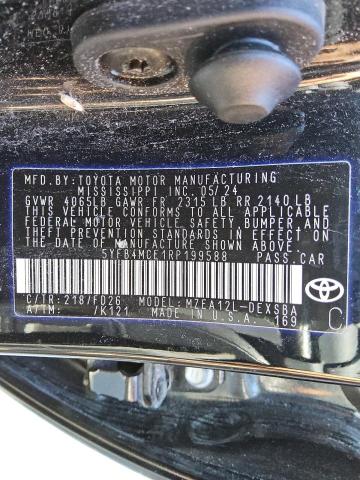 MFD.BY:TOYOTA MOTOR MANUFACTURING
MISSISSIPPI INC. 05/24
GVWR 4065LB GAWR FR 2315 LB RR 2140 LB
THIS VEHICLE CONFORMS TO ALL APPLICABLE
FEDERAL MOTOR VEHICLE SAFETY, BUMPER, AND
THEFT PREVENTION STANDARDS IN EFFECT ON
THE DATE OF MANUFACTURE SHOWN ABOVE.
5YFB4MCE1RP199588 PASS.CAR
C/TR:218/FD26 MODEL:MZEA12L-DEXSBA
A/TM: /K121 MADE IN U.S.A. 169
TOYOTA
C